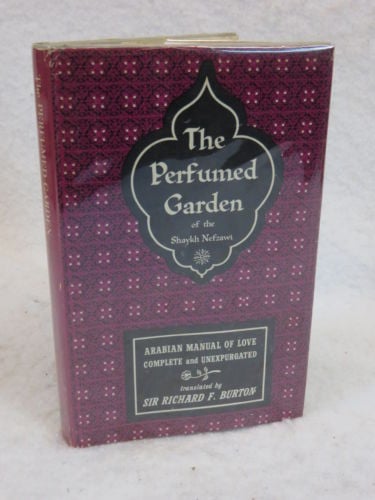 The PERFUMED GARDEN
The
Perfumed
Garden
of the
Shaykh Nefzawi
ARABIAN MANUAL OF LOVE
COMPLETE and UNEXPURGATED
translated by
SIR RICHARD F. BURTON